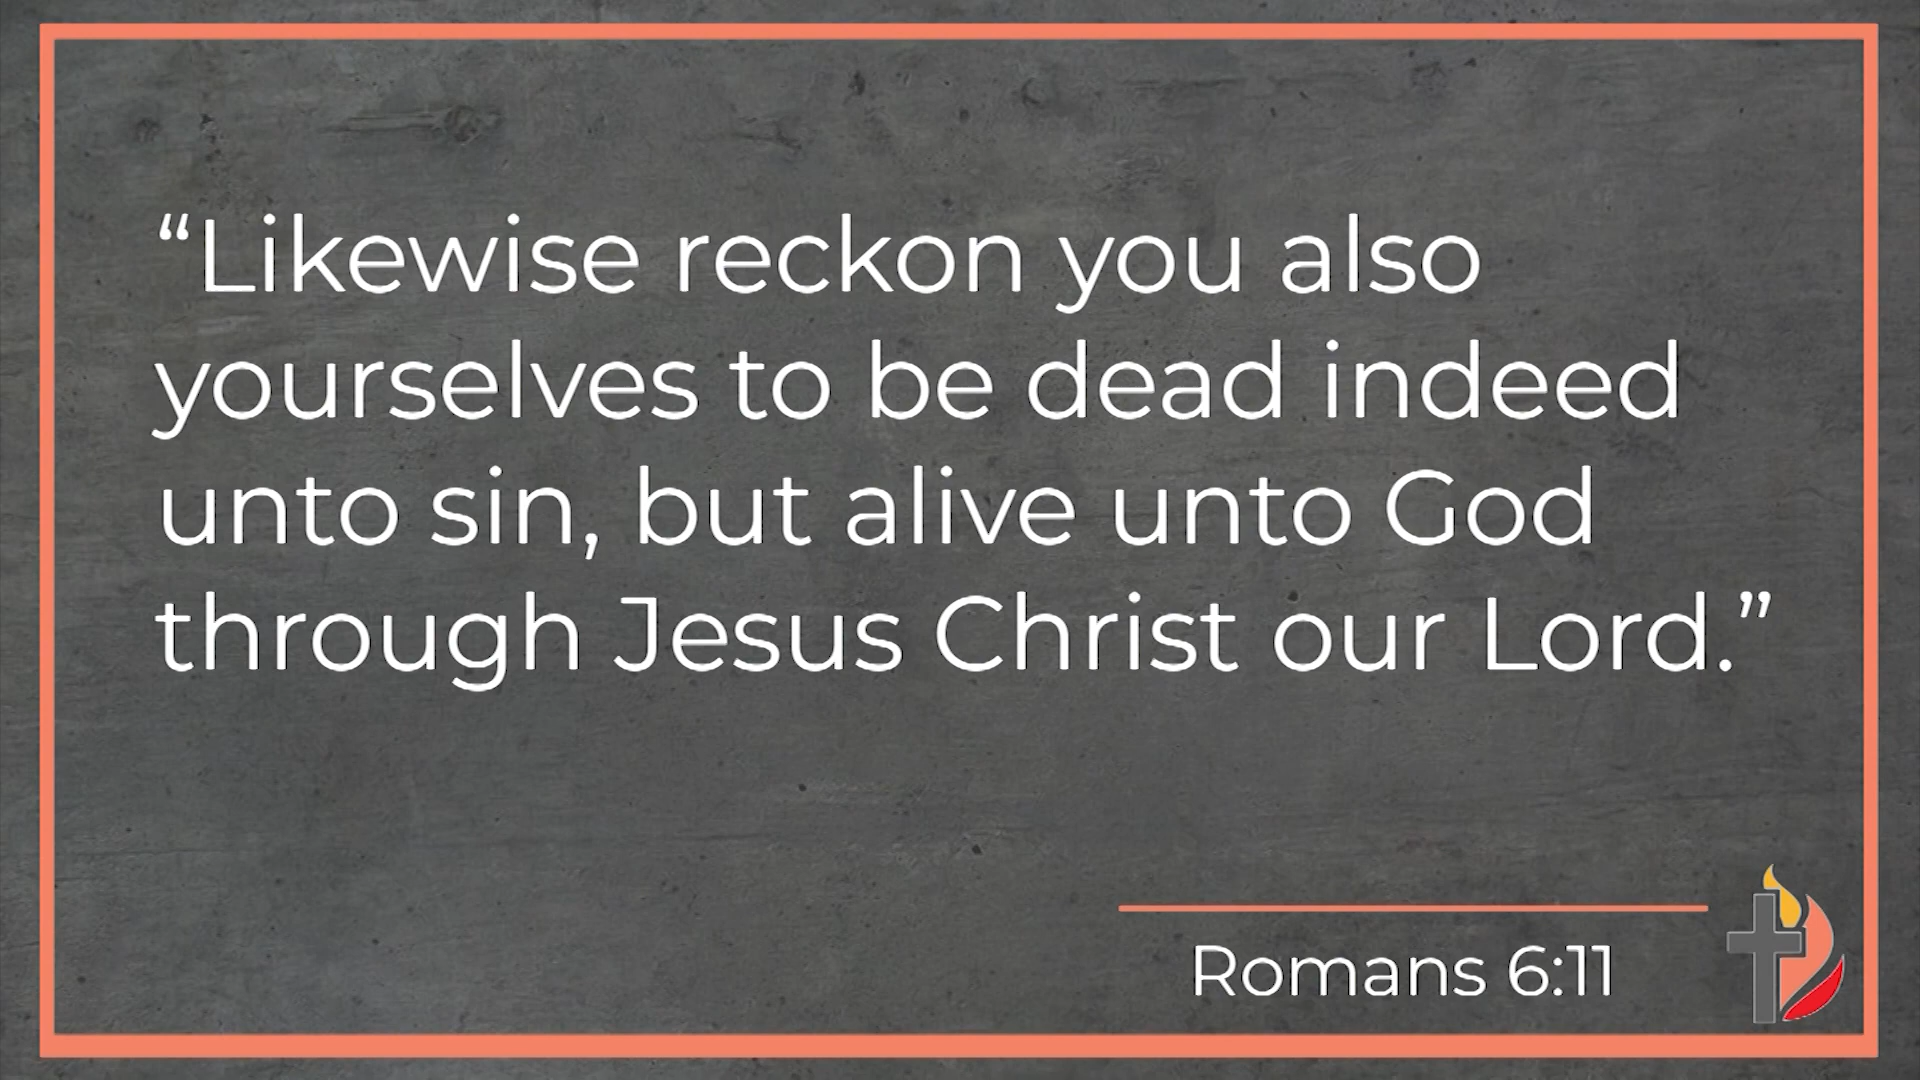 “Likewise reckon you also
yourselves to be dead indeed
unto sin, but alive unto God
through Jesus Christ our Lord.”
Romans 6:11